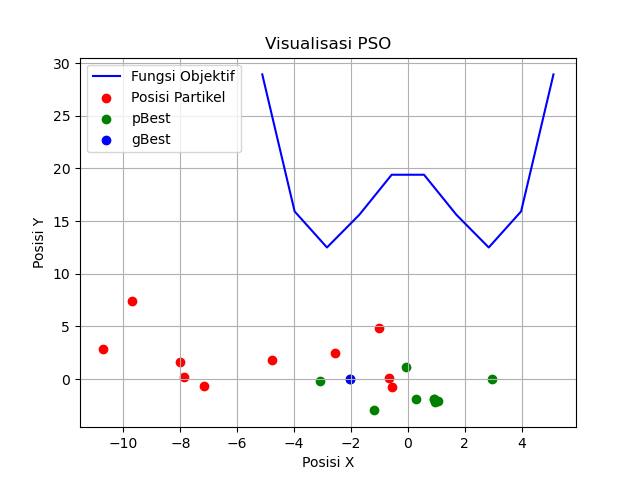 Visualisasi PSO
Fungsi Objektif
Posisi Partikel
pBest
gBest
30
25
20
15
10
5
0
Posisi Y
−10
−8
−6
−4
−2
0
2
4
Posisi X